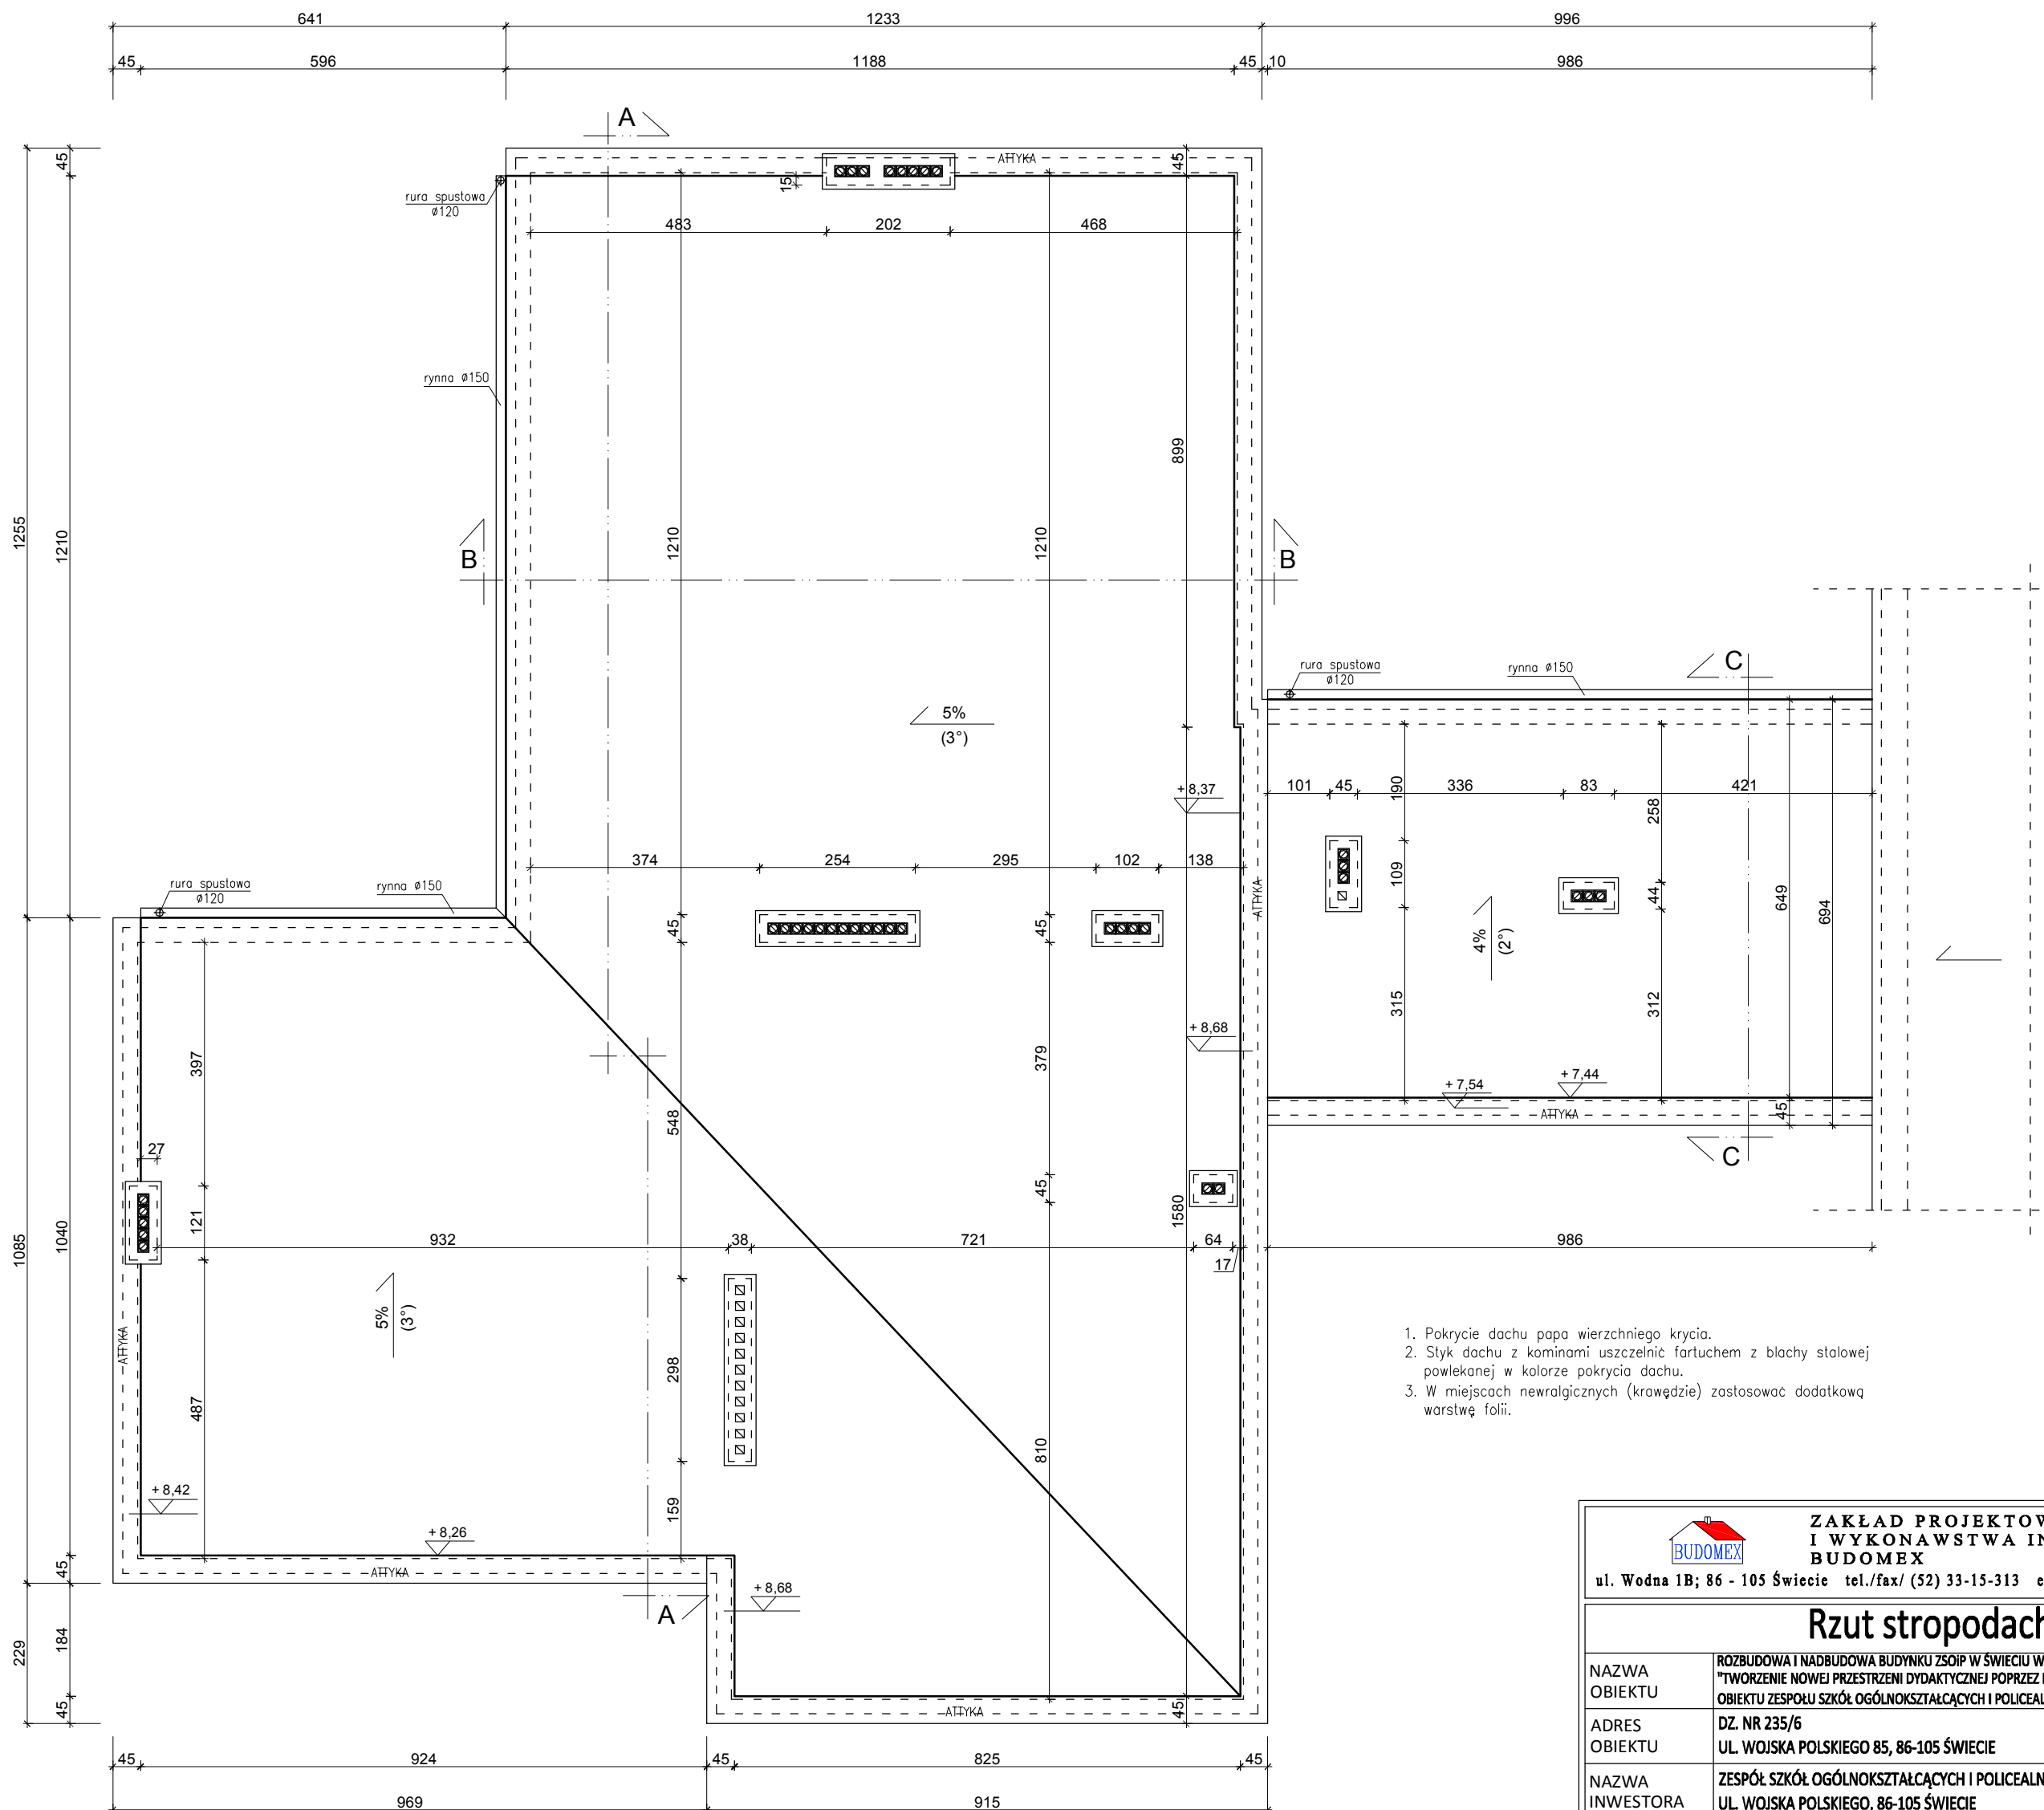 641 1233 996
45 596 1188 45 10 986
A
ATTYKA
45
45
15
rura spustowa
ø120
483 202 468
rynna ø150
899
1255
1210
1210
1210
B
B
rura spustowa
ø120
rynna ø150
C
5%
(3°)
+ 8,37
101 45 336 83 421
190
258
374 254 295 102 138
rura spustowa
ø120
rynna ø150
45
45
ATTYKA
109
44
649
694
4%
(2°)
315
312
+ 8,68
397
379
548
+ 7,54
+ 7,44
ATTYKA
45
C
27
121
45
1580
1085
1040
932 38 721 64
17
986
5%
(3°)
ATTYKA
487
298
810
159
1. Pokrycie dachu papa wierzchniego krycia.
2. Styk dachu z kominami uszczelnić fartuchem z blachy stalowej
powlekanej w kolorze pokrycia dachu.
3. W miejscach newralgicznych (krawędzie) zastosować dodatkową
warstwę folii.
+ 8,42
+ 8,26
45
ATTYKA
+ 8,68
A
229
184
45
ATTYKA
45
45 924 45 825 45
969 915
BUDOMEX
ZAKŁAD PROJEKTOW
I WYKONAWSTWA IN
BUDOMEX
ul. Wodna 1B; 86 - 105 Świecie tel./fax/ (52) 33-15-313 e
Rzut stropodach
NAZWA
OBIEKTU
ROZBUDOWA I NADBUDOWA BUDYNKU ZSOiP W ŚWIECIU W
"TWORZENIE NOWEJ PRZESTRZENI DYDAKTYCZNEJ POPRZEZ
OBIEKTU ZESPOŁU SZKÓŁ OGÓLNOKSZTAŁCĄCYCH I POLICEAL
ADRES
OBIEKTU
DZ. NR 235/6
UL. WOJSKA POLSKIEGO 85, 86-105 ŚWIECIE
NAZWA
INWESTORA
ZESPÓŁ SZKÓŁ OGÓLNOKSZTAŁCĄCYCH I POLICEALN
UL. WOJSKA POLSKIEGO, 86-105 ŚWIECIE